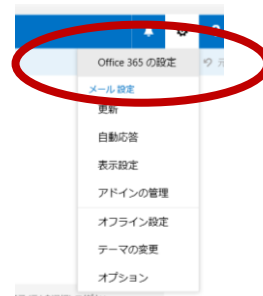 Office 365 の設定
メール 設定
更新
自動応答
表示設定
アドインの管理
オフライン設定
テーマの変更
オプション